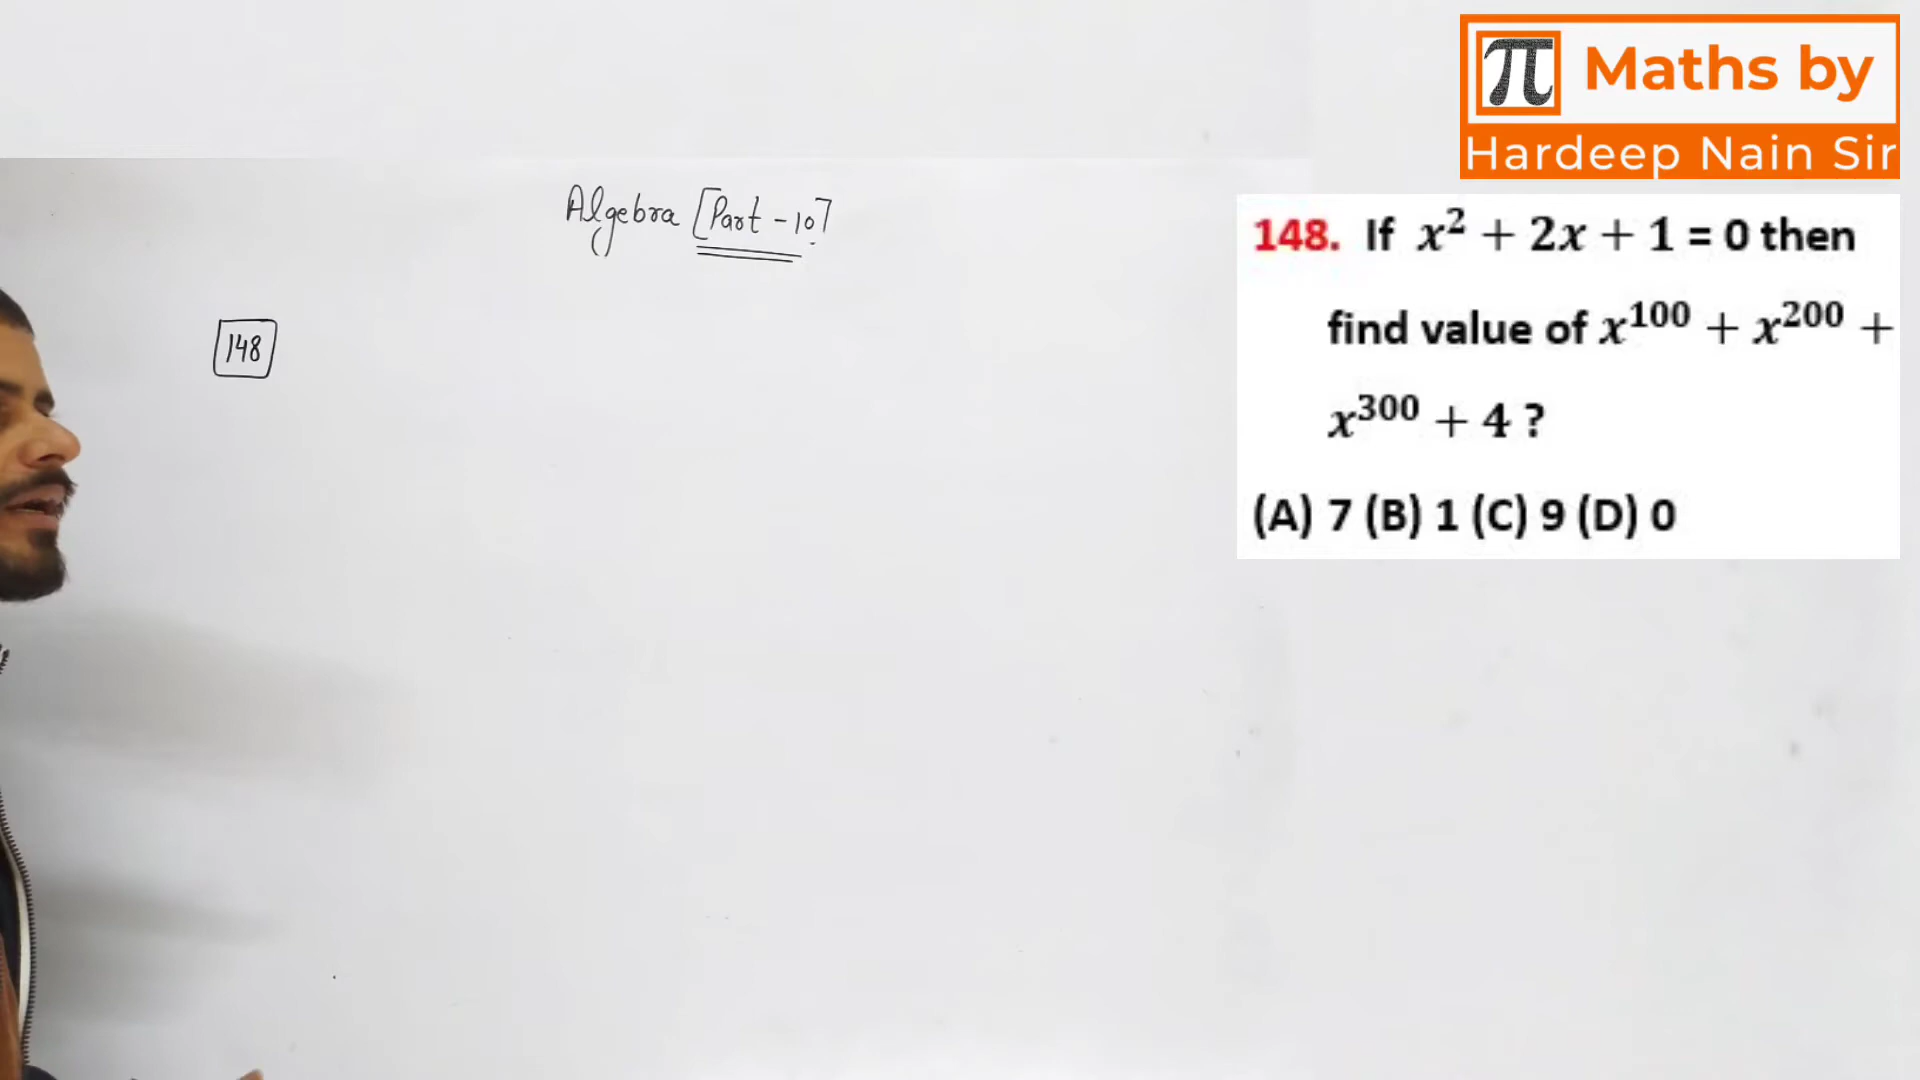 π Maths by
Hardeep Nain Sir
Algebra [Part - 10]
148
148. If x² + 2x + 1 = 0 then
find value of x¹⁰⁰ + x²⁰⁰ +
x³⁰⁰ + 4 ?
(A) 7 (B) 1 (C) 9 (D) 0